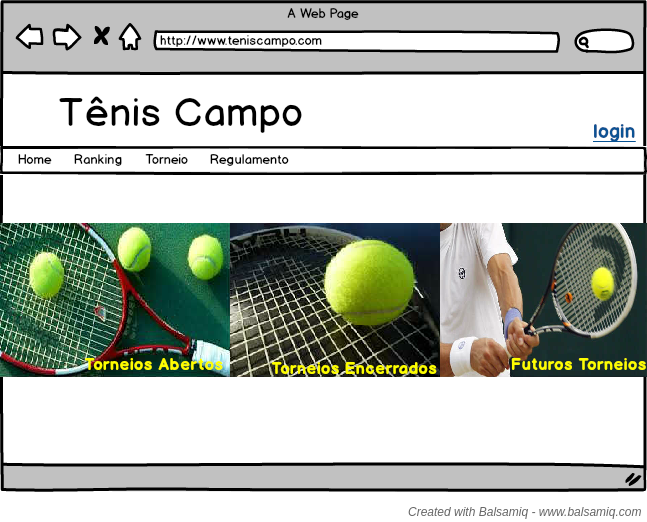 A Web Page
http://www.teniscampo.com
Tênis Campo
login
Home Ranking Torneio Regulamento
Torneios Abertos Torneios Encerrados Futuros Torneios
Created with Balsamiq - www.balsamiq.com